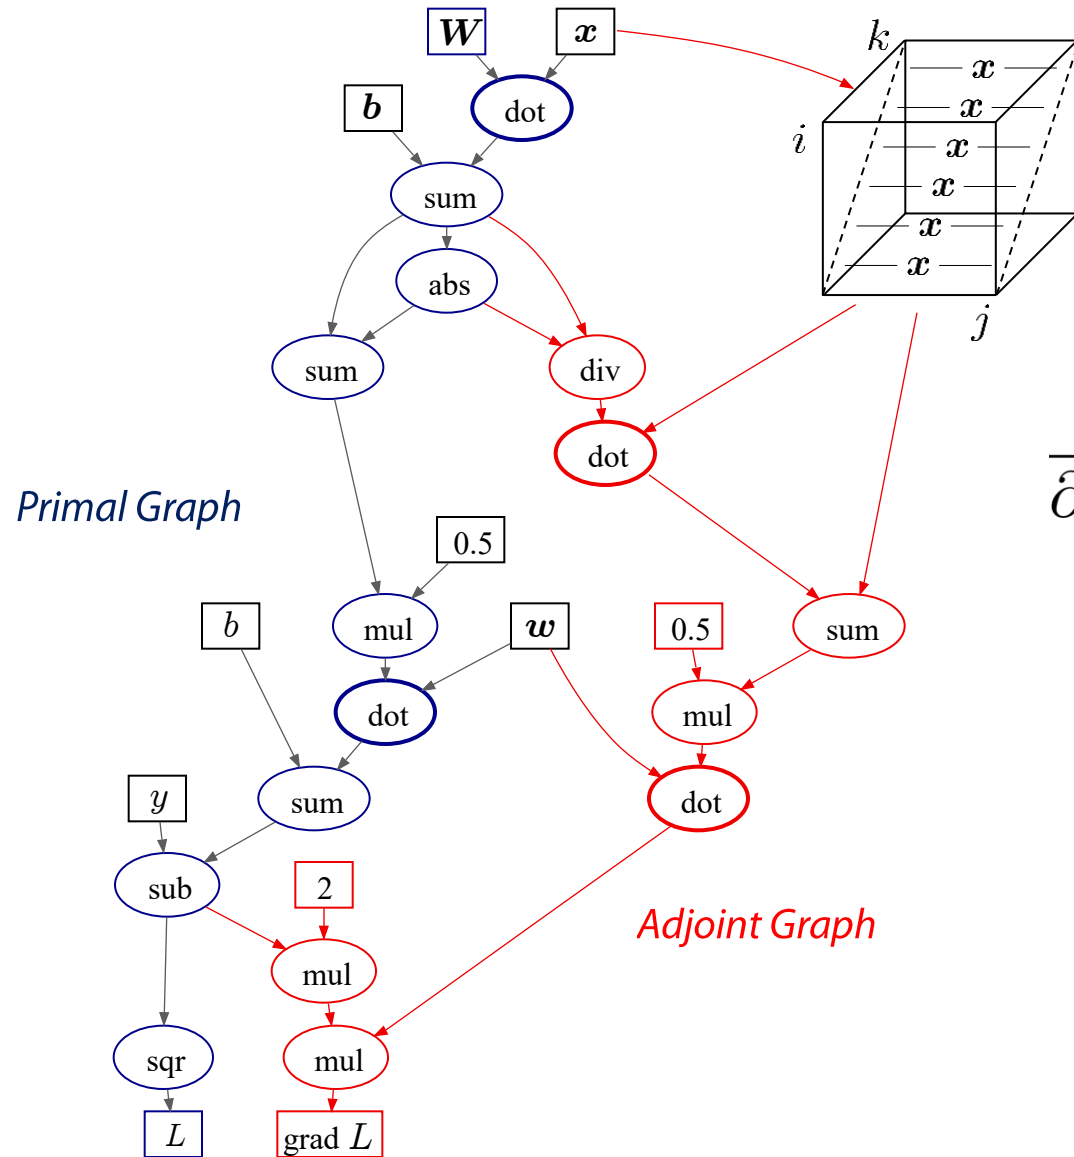 W
x
k
x
x
b
dot
i
x
x
sum
x
abs
x
j
sum
div
dot
Primal Graph
∂
0.5
b
mul
w
0.5
sum
dot
mul
y
sum
dot
sub
2
Adjoint Graph
mul
sqr
mul
L
grad L